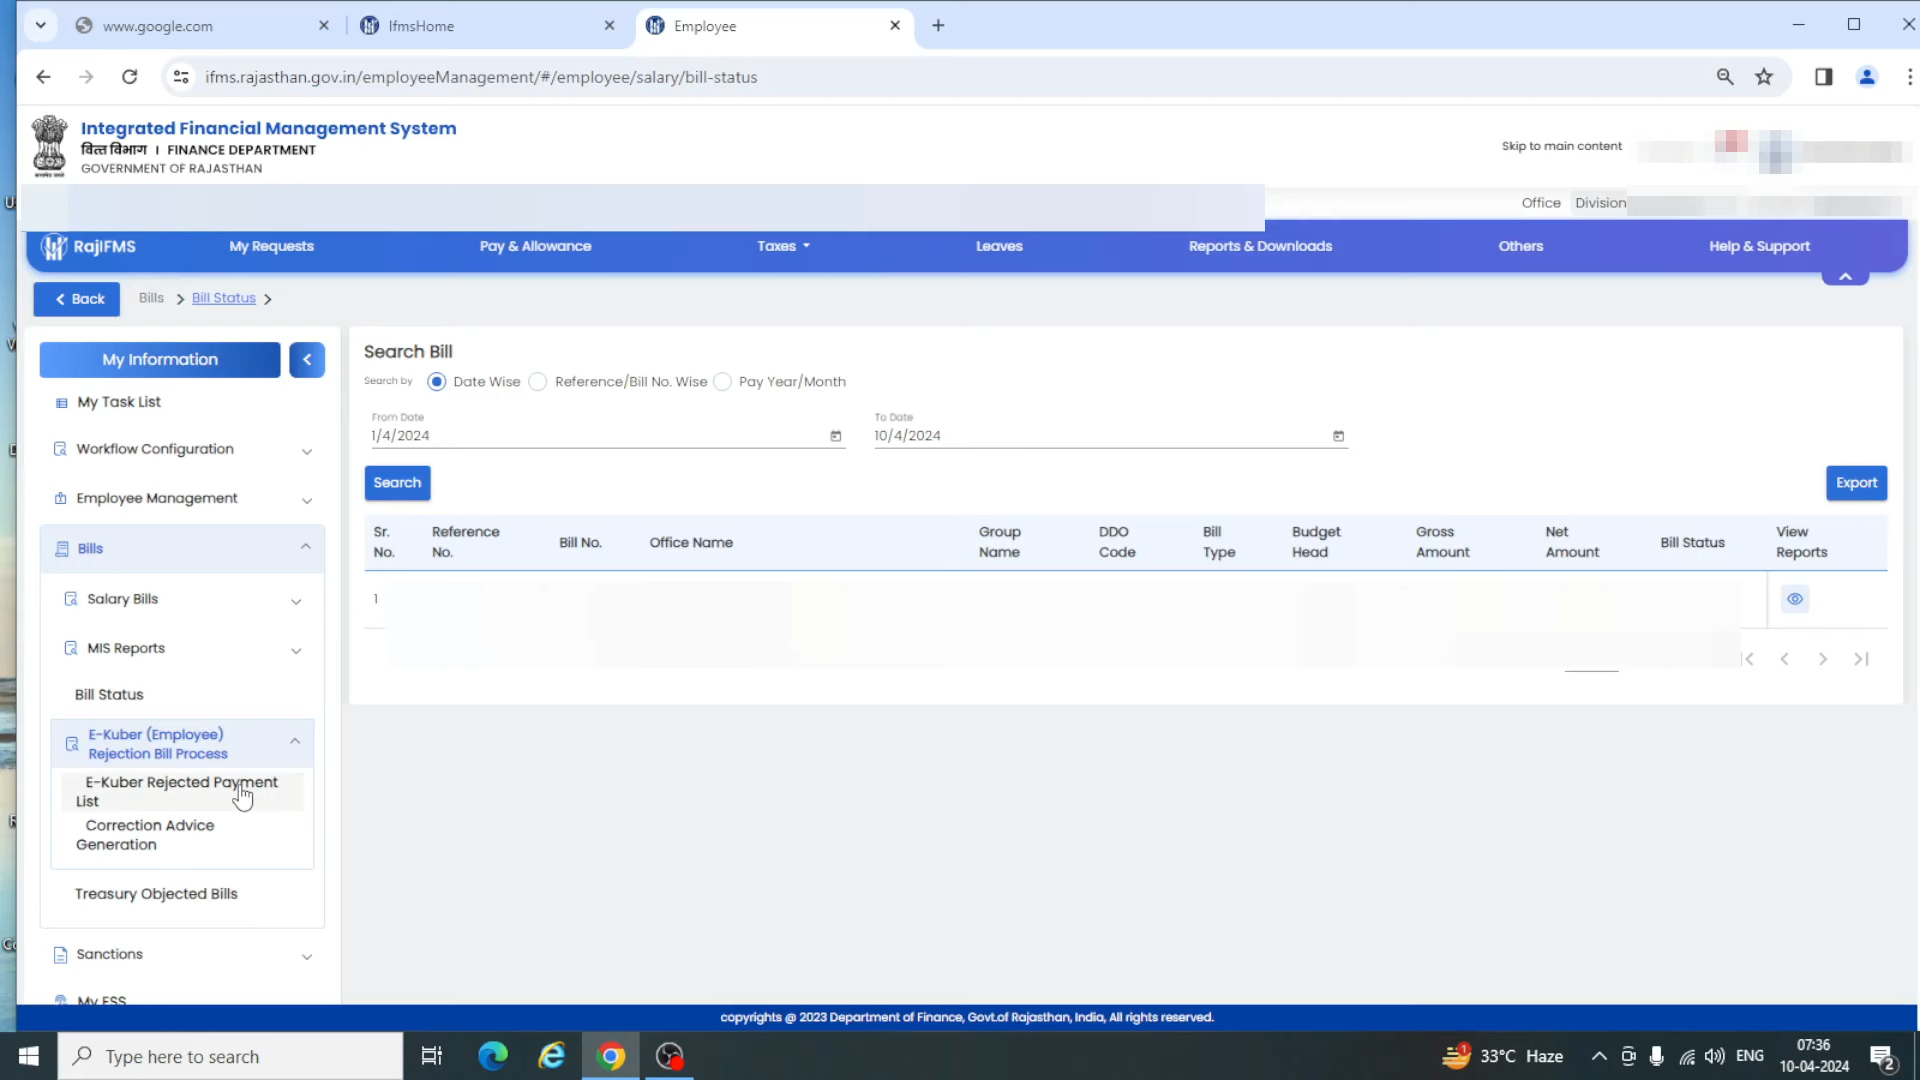 www.google.com
IfmsHome
Employee
ifms.rajasthan.gov.in/employeeManagement/#/employee/salary/bill-status
Integrated Financial Management System
वित्त विभाग । FINANCE DEPARTMENT
GOVERNMENT OF RAJASTHAN
Skip to main content
Office Division
RajIFMS My Requests Pay & Allowance Taxes Leaves Reports & Downloads Others Help & Support
Back Bills Bill Status
My Information
My Task List
Workflow Configuration
Employee Management
Bills
Salary Bills
MIS Reports
Bill Status
E-Kuber (Employee)
Rejection Bill Process
E-Kuber Rejected Payment
List
Correction Advice
Generation
Treasury Objected Bills
Sanctions
My ESS
Search Bill
Search by Date Wise Reference/Bill No. Wise Pay Year/Month
From Date To Date
1/4/2024 10/4/2024
Search Export
Sr. No. Reference No. Bill No. Office Name Group Name DDO Code Bill Type Budget Head Gross Amount Net Amount Bill Status View Reports
1
copyrights @ 2023 Department of Finance, Govt.of Rajasthan, India, All rights reserved.
Type here to search
1 33°C Haze ENG 07:36
10-04-2024 2